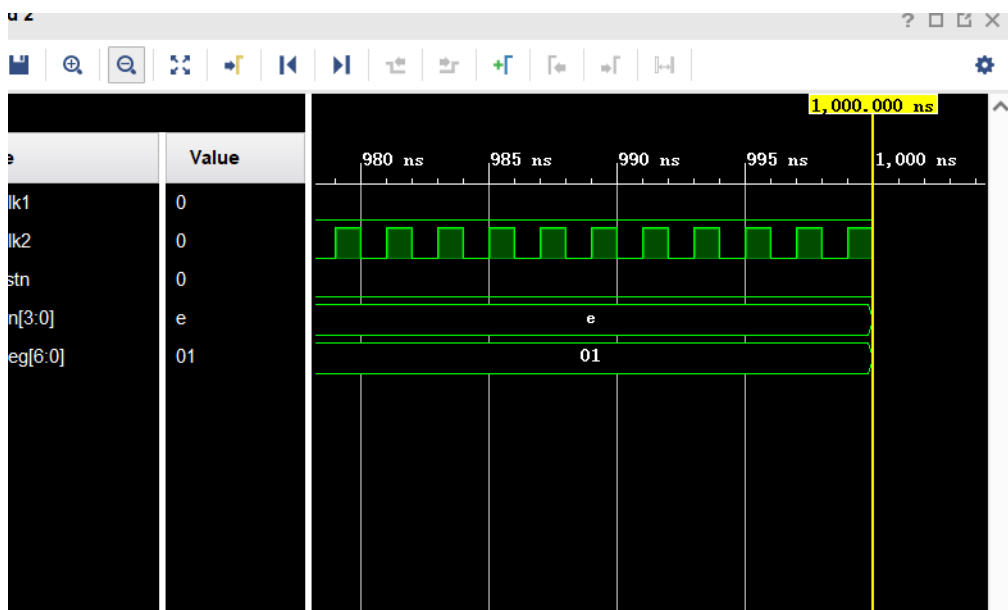 d 2
1,000.000 ns
e Value 980 ns 985 ns 990 ns 995 ns 1,000 ns
lk1 0
lk2 0
stn 0
n[3:0] e e
eg[6:0] 01 01